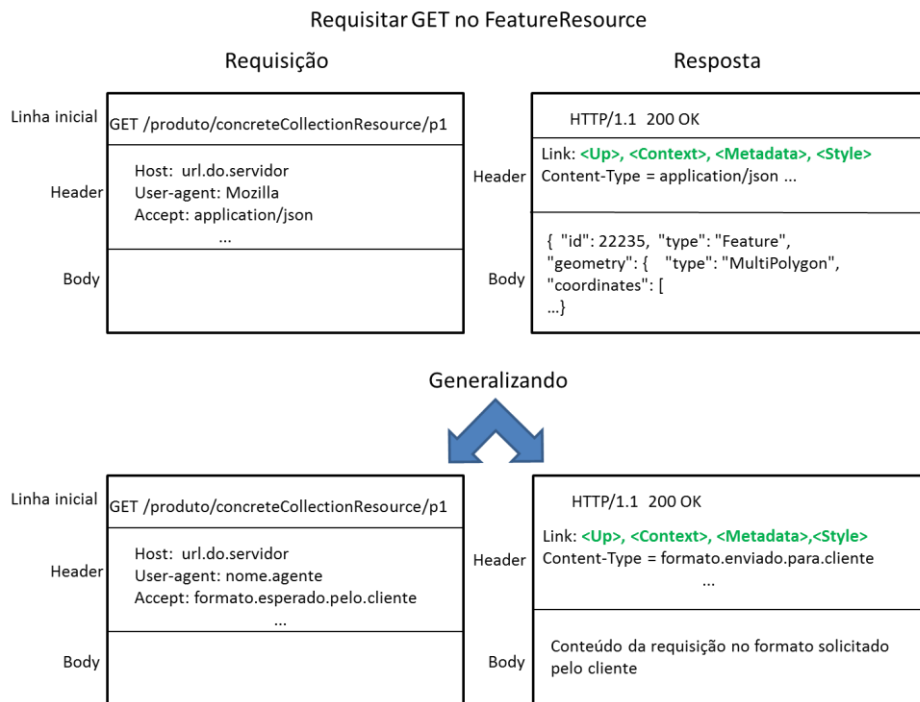 Requisitar GET no FeatureResource
Requisição
Resposta
Linha inicial
GET /produto/concreteCollectionResource/p1
Header
Host: url.do.servidor
User-agent: Mozilla
Accept: application/json
...
Body
HTTP/1.1 200 OK
Header
Link: <Up>, <Context>, <Metadata>, <Style>
Content-Type = application/json ...
Body
{ "id": 22235, "type": "Feature",
"geometry": { "type": "MultiPolygon",
"coordinates": [
...}
Generalizando
Linha inicial
GET /produto/concreteCollectionResource/p1
Header
Host: url.do.servidor
User-agent: nome.agente
Accept: formato.esperado.pelo.cliente
...
Body
HTTP/1.1 200 OK
Header
Link: <Up>, <Context>, <Metadata>,<Style>
Content-Type = formato.enviado.para.cliente
...
Body
Conteúdo da requisição no formato solicitado
pelo cliente